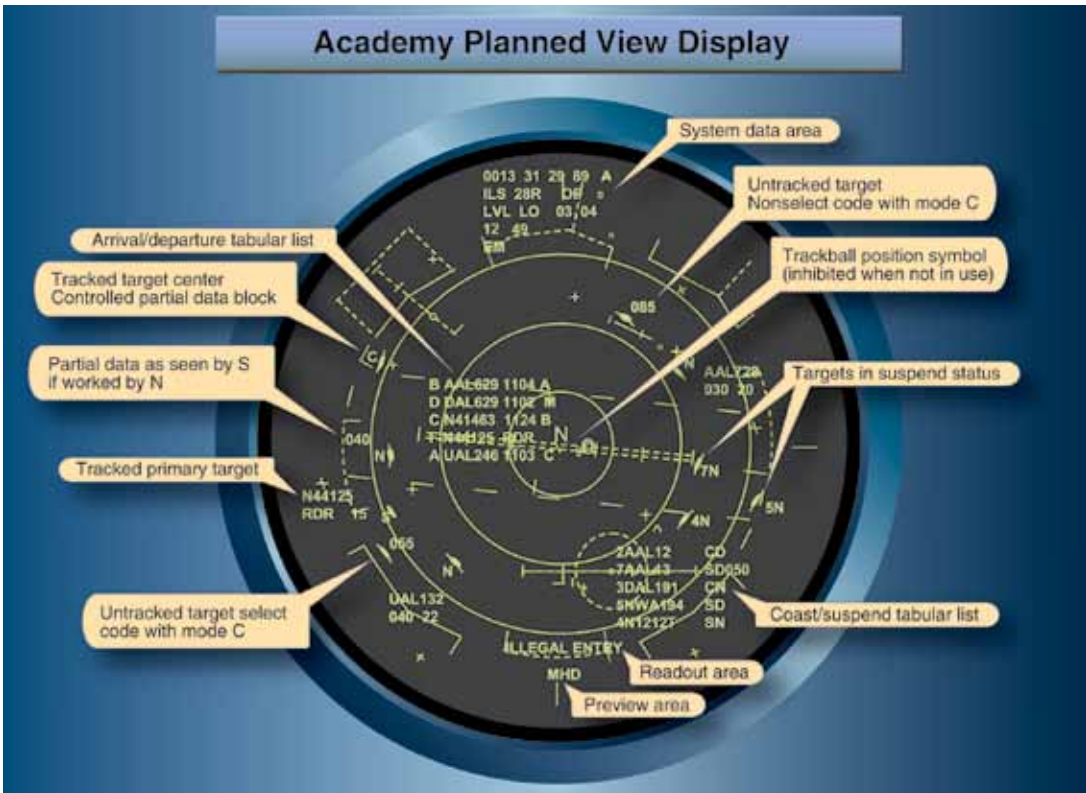 Academy Planned View Display
System data area
0013 31 29 89 A
ILS 28R
LVL LO 03 04
12 49
Untracked target
Nonselect code with mode C
Arrival/departure tabular list
Trackball position symbol
(inhibited when not in use)
Tracked target center
Controlled partial data block
085
C
N
AAL728
030 20
Partial data as seen by S
if worked by N
Targets in suspend status
B AAL629 1104 A
D DAL629 1102 M
C N41463 1124 B
N44125 RDR
A UAL246 1103 C
N
040
N
7N
Tracked primary target
N44125
RDR 15
S
5N
4N
055
N
2AAL12 CD
7AAL43 SD050
3DAL191 CN
5NWA194 SD
4N1212T SN
Untracked target select
code with mode C
UAL132
040 22
Coast/suspend tabular list
ILLEGAL ENTRY
Readout area
MHD
Preview area